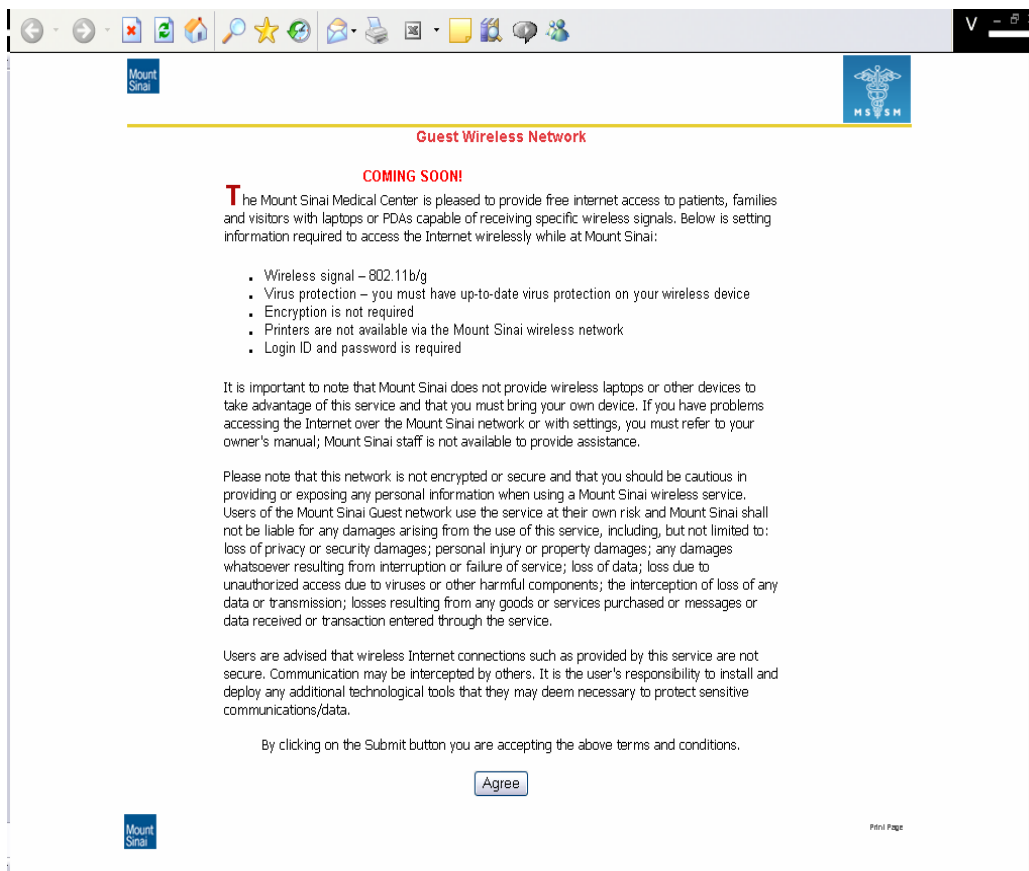 V
Mount
Sinai
MSSM
Guest Wireless Network
COMING SOON!
The Mount Sinai Medical Center is pleased to provide free internet access to patients, families
and visitors with laptops or PDAs capable of receiving specific wireless signals. Below is setting
information required to access the Internet wirelessly while at Mount Sinai:
Wireless signal – 802.11b/g
Virus protection – you must have up-to-date virus protection on your wireless device
Encryption is not required
Printers are not available via the Mount Sinai wireless network
Login ID and password is required
It is important to note that Mount Sinai does not provide wireless laptops or other devices to
take advantage of this service and that you must bring your own device. If you have problems
accessing the Internet over the Mount Sinai network or with settings, you must refer to your
owner's manual; Mount Sinai staff is not available to provide assistance.
Please note that this network is not encrypted or secure and that you should be cautious in
providing or exposing any personal information when using a Mount Sinai wireless service.
Users of the Mount Sinai Guest network use the service at their own risk and Mount Sinai shall
not be liable for any damages arising from the use of this service, including, but not limited to:
loss of privacy or security damages; personal injury or property damages; any damages
whatsoever resulting from interruption or failure of service; loss of data; loss due to
unauthorized access due to viruses or other harmful components; the interception of loss of any
data or transmission; losses resulting from any goods or services purchased or messages or
data received or transaction entered through the service.
Users are advised that wireless Internet connections such as provided by this service are not
secure. Communication may be intercepted by others. It is the user's responsibility to install and
deploy any additional technological tools that they may deem necessary to protect sensitive
communications/data.
By clicking on the Submit button you are accepting the above terms and conditions.
Agree
Mount
Sinai
Print Page